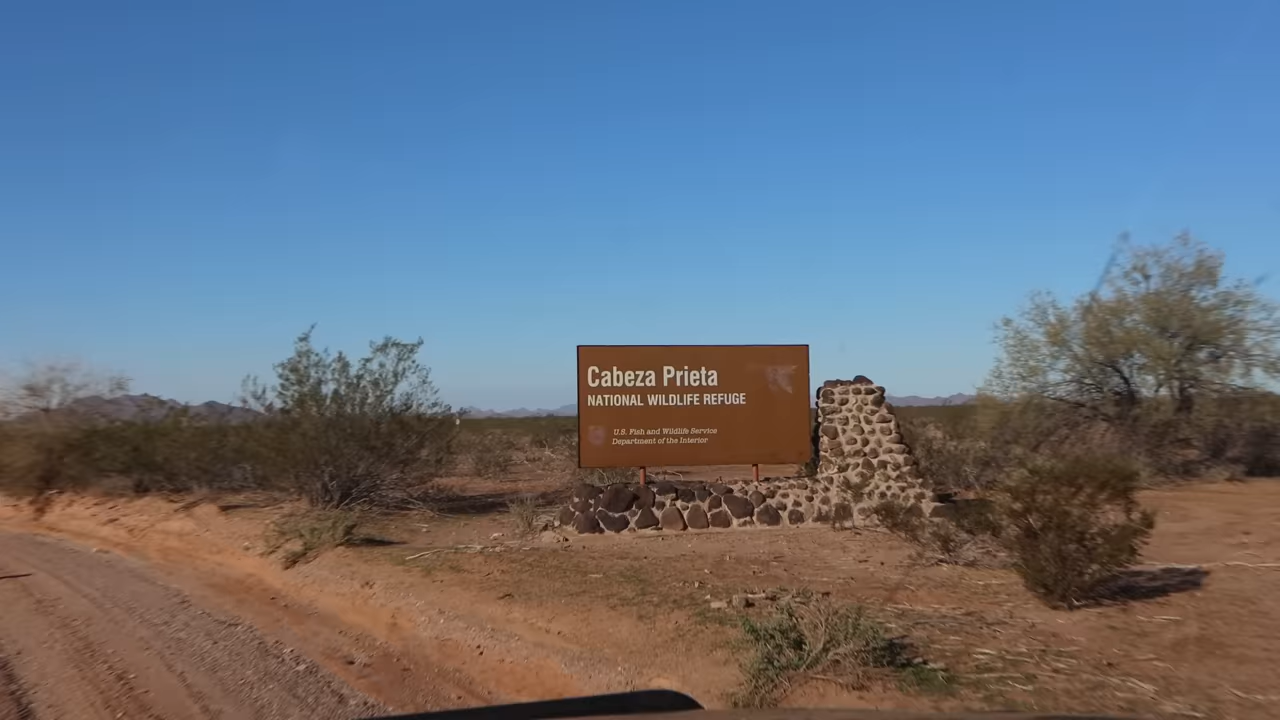 Cabeza Prieta
NATIONAL WILDLIFE REFUGE
U.S. Fish and Wildlife Service
Department of the Interior